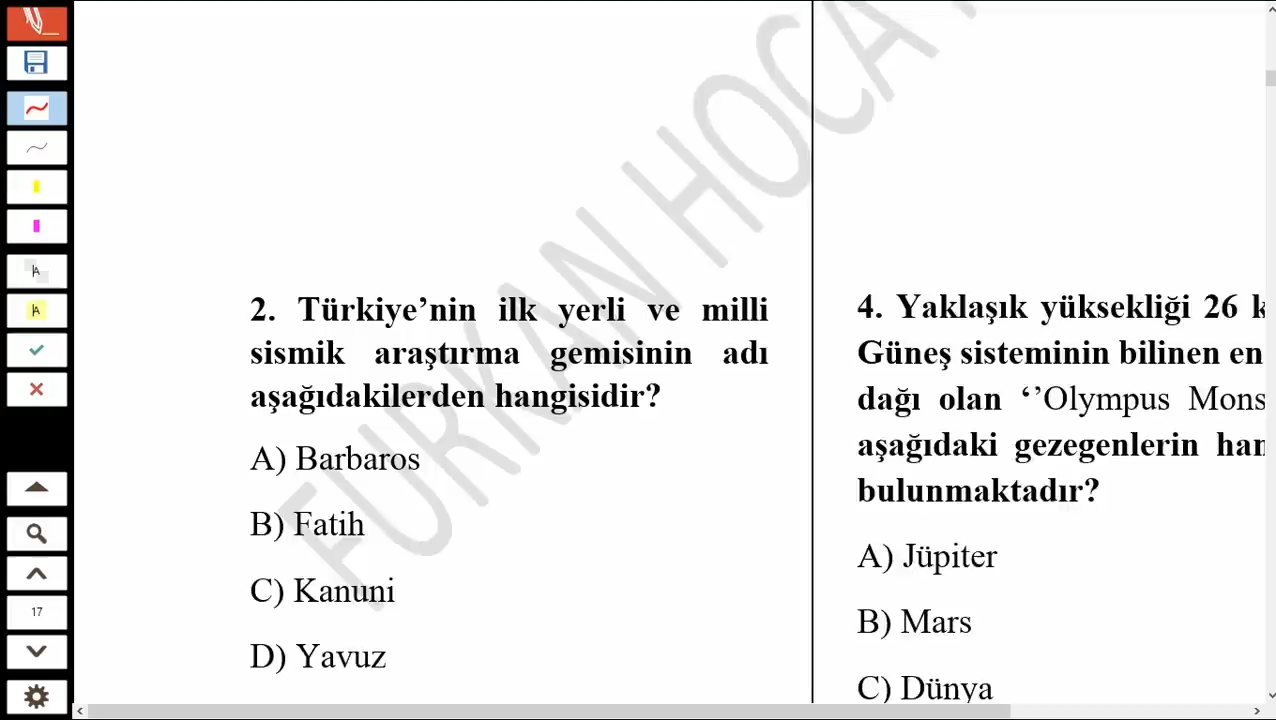 FURKAN HOCA
2. Türkiye’nin ilk yerli ve milli
sismik araştırma gemisinin adı
aşağıdakilerden hangisidir?
A) Barbaros
B) Fatih
C) Kanuni
D) Yavuz
4. Yaklaşık yüksekliği 26
Güneş sisteminin bilinen en
dağı olan ‘’Olympus Mons
aşağıdaki gezegenlerin
bulunmaktadır?
A) Jüpiter
B) Mars
C) Dünya
17